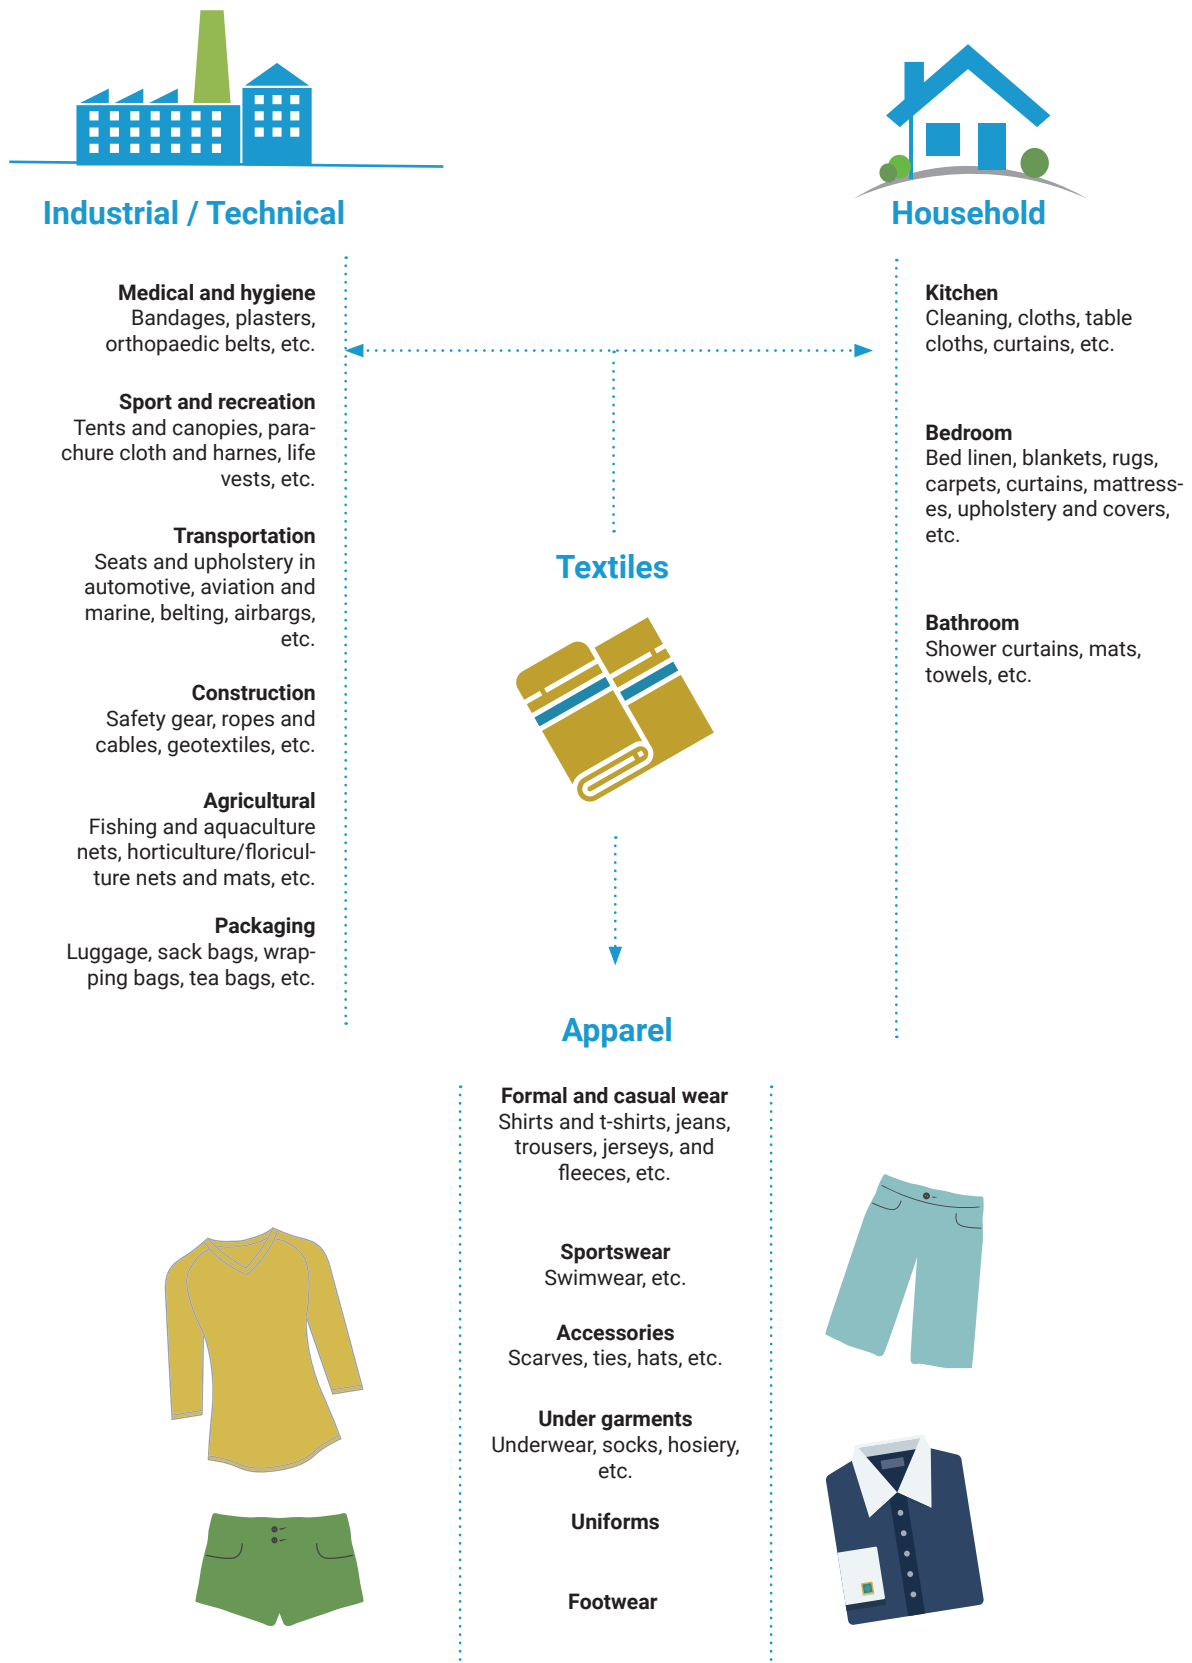 Industrial / Technical
Medical and hygiene
Bandages, plasters,
orthopaedic belts, etc.
Sport and recreation
Tents and canopies, para-
chure cloth and harnes, life
vests, etc.
Transportation
Seats and upholstery in
automotive, aviation and
marine, belting, airbargs,
etc.
Construction
Safety gear, ropes and
cables, geotextiles, etc.
Agricultural
Fishing and aquaculture
nets, horticulture/floricul-
ture nets and mats, etc.
Packaging
Luggage, sack bags, wrap-
ping bags, tea bags, etc.
Household
Kitchen
Cleaning, cloths, table
cloths, curtains, etc.
Bedroom
Bed linen, blankets, rugs,
carpets, curtains, mattress-
es, upholstery and covers,
etc.
Bathroom
Shower curtains, mats,
towels, etc.
Textiles
Apparel
Formal and casual wear
Shirts and t-shirts, jeans,
trousers, jerseys, and
fleeces, etc.
Sportswear
Swimwear, etc.
Accessories
Scarves, ties, hats, etc.
Under garments
Underwear, socks, hosiery,
etc.
Uniforms
Footwear